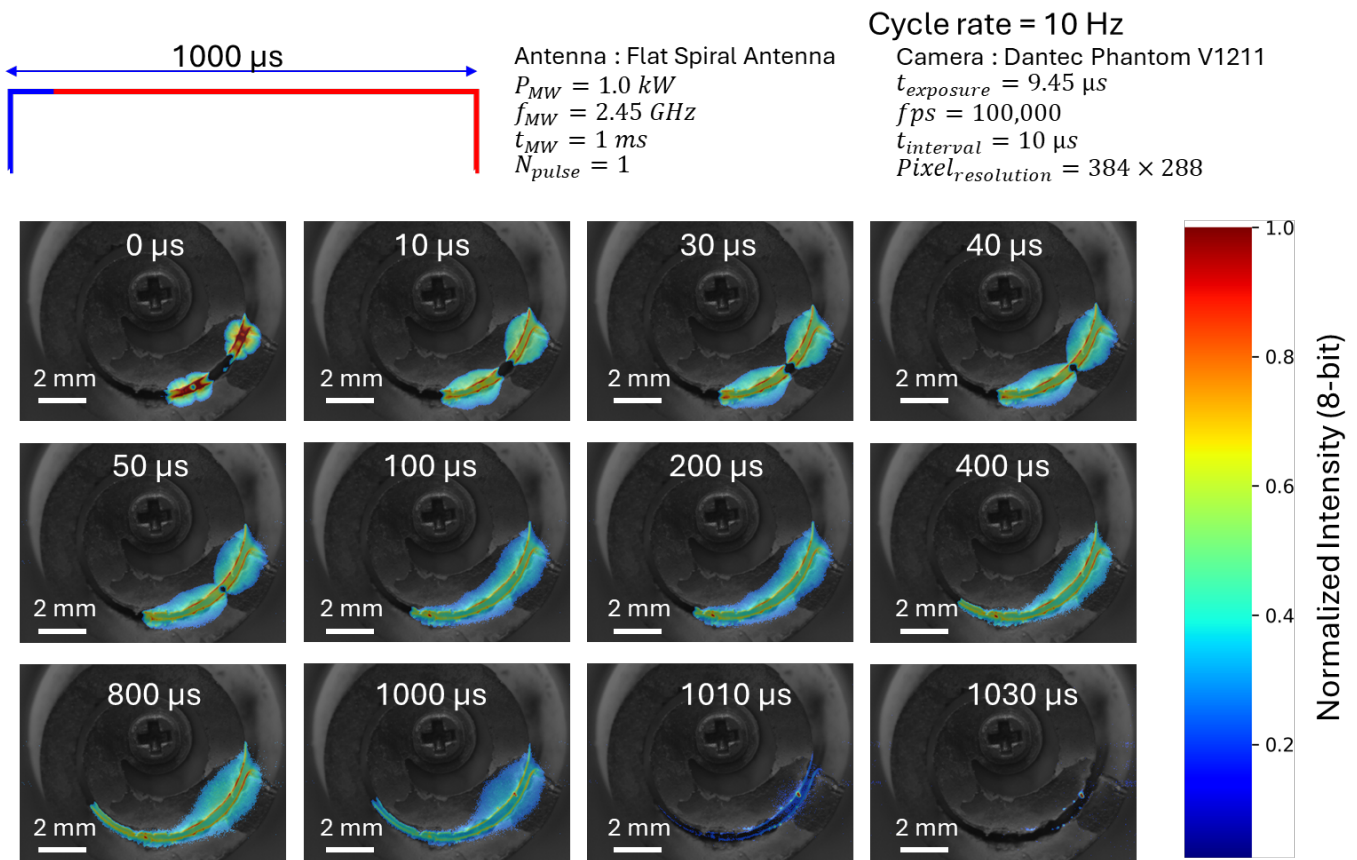 Cycle rate = 10 Hz
1000 µs
Antenna : Flat Spiral Antenna
P_MW = 1.0 kW
f_MW = 2.45 GHz
t_MW = 1 ms
N_pulse = 1
Camera : Dantec Phantom V1211
t_exposure = 9.45 µs
fps = 100,000
t_interval = 10 µs
Pixel_resolution = 384 × 288
0 µs
2 mm
10 µs
2 mm
30 µs
2 mm
40 µs
2 mm
50 µs
2 mm
100 µs
2 mm
200 µs
2 mm
400 µs
2 mm
800 µs
2 mm
1000 µs
2 mm
1010 µs
2 mm
1030 µs
2 mm
1.0
0.8
0.6
0.4
0.2
Normalized Intensity (8-bit)